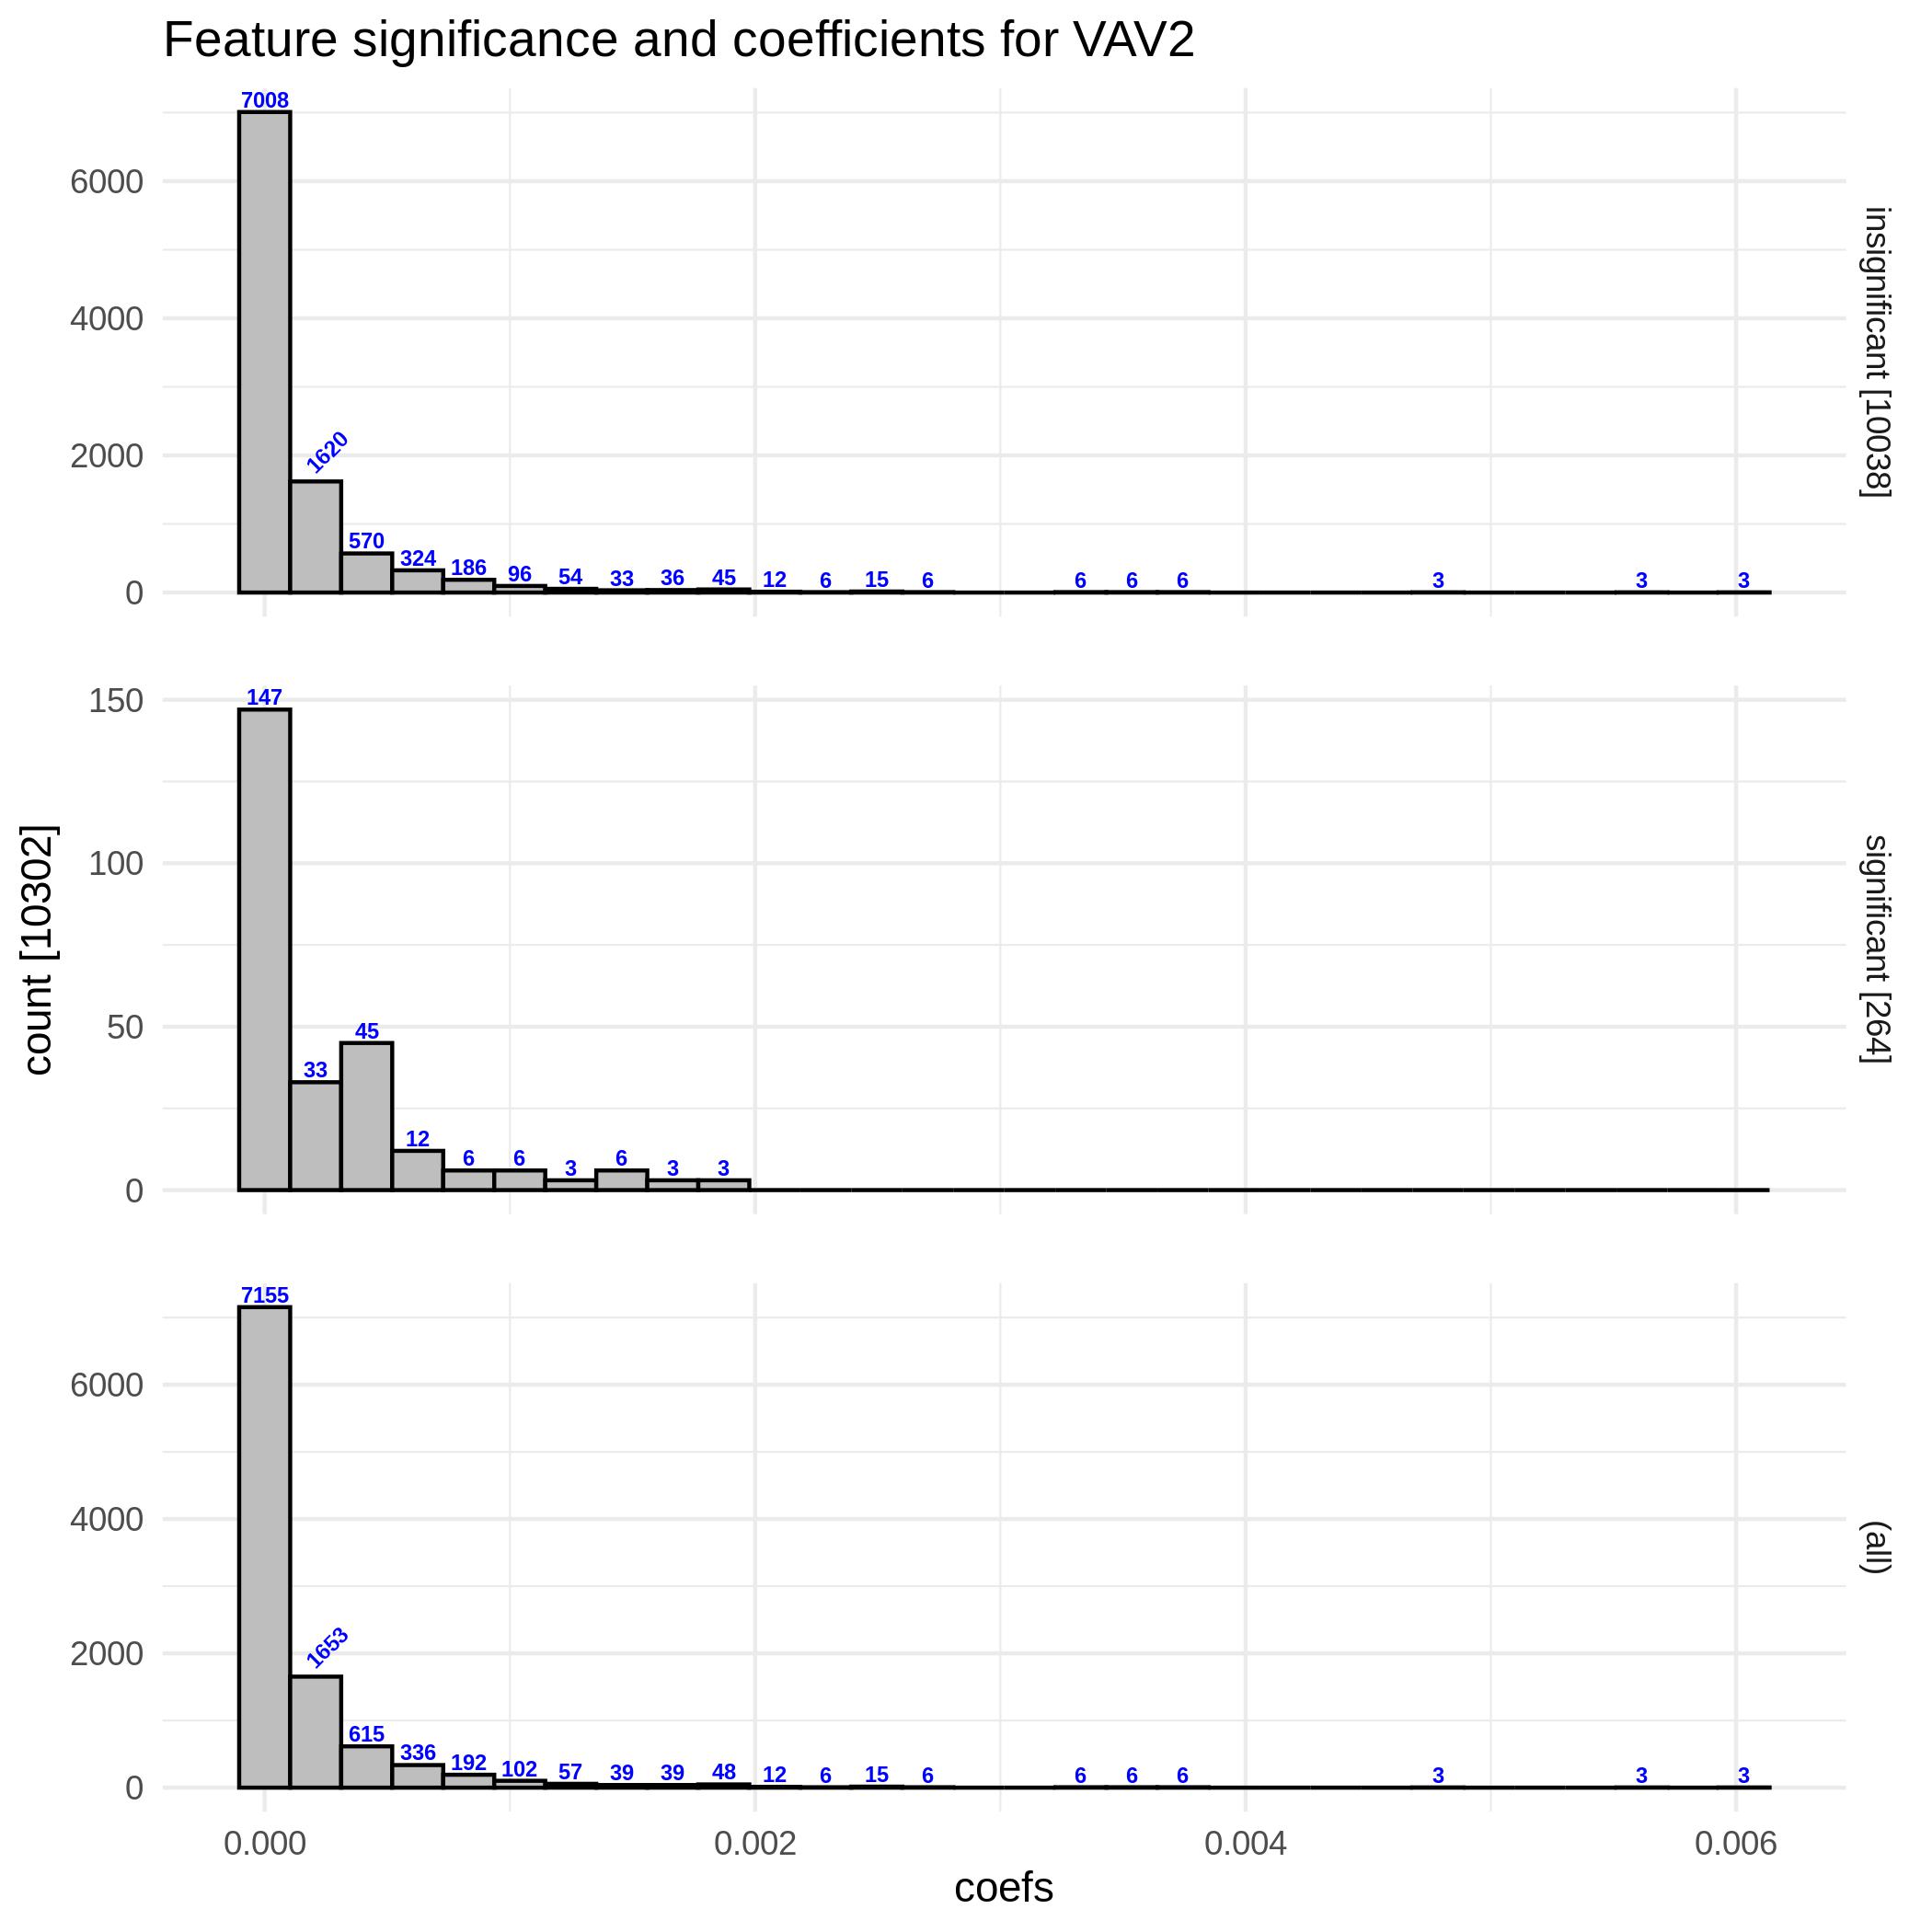 Feature significance and coefficients for VAV2
7008
6000
4000
2000
0
1620
570 324 186 96 54 33 36 45 12 6 15 6 6 6 6 3 3 3
insignificant [10038]
count [10302]
147
150
100
50
0
33 45 12 6 6 3 6 3 3
significant [264]
7155
6000
4000
2000
0
1653
615 336 192 102 57 39 39 48 12 6 15 6 6 6 6 3 3 3
(all)
0.000 0.002 0.004 0.006
coefs